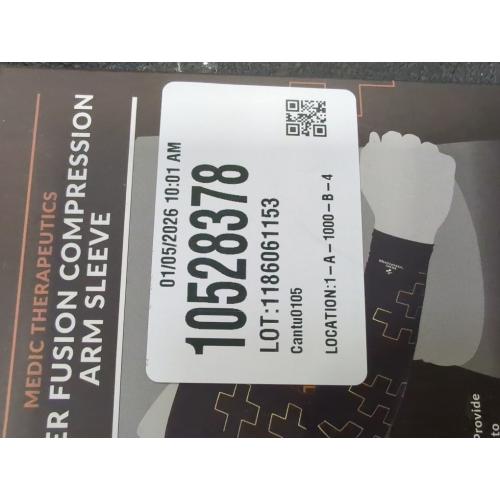 MEDIC THERAPEUTICS
ER FUSION COMPRESSION
ARM SLEEVE
01/05/2026 10:01 AM
10528378
LOT:1186061153
Cantu0105
LOCATION:1-A-1000-B-4
Provide
to